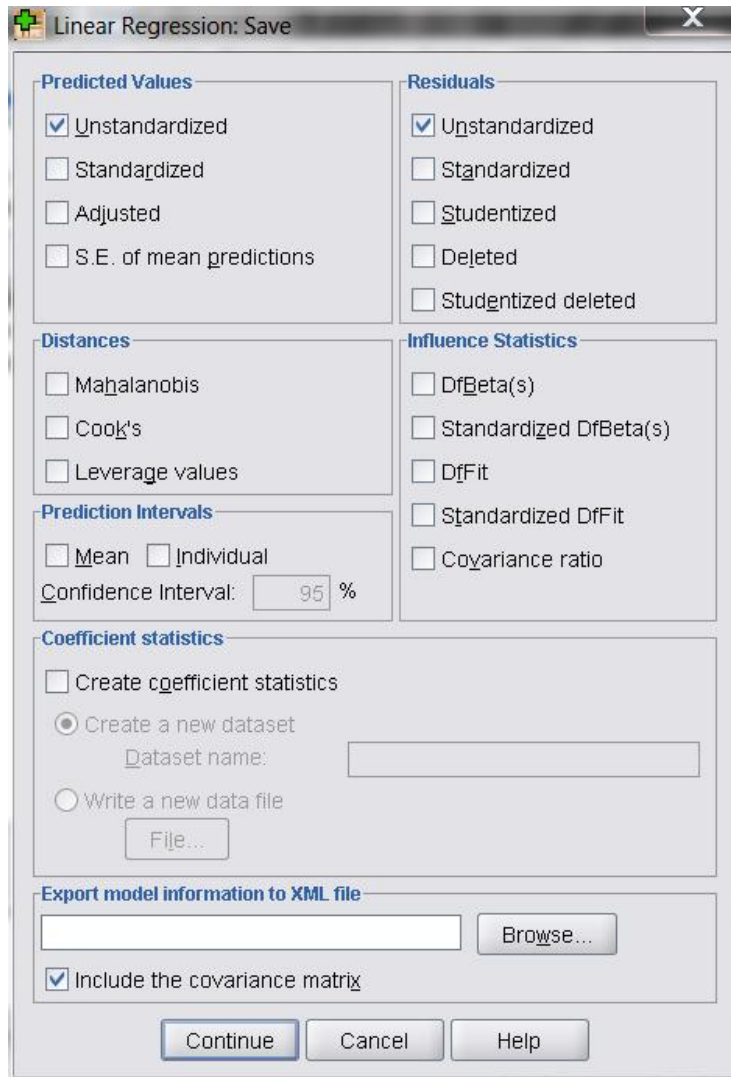 Linear Regression: Save
X
Predicted Values
Unstandardized
Standardized
Adjusted
S.E. of mean predictions
Residuals
Unstandardized
Standardized
Studentized
Deleted
Studentized deleted
Distances
Mahalanobis
Cook's
Leverage values
Influence Statistics
DfBeta(s)
Standardized DfBeta(s)
DfFit
Standardized DfFit
Covariance ratio
Prediction Intervals
Mean Individual
Confidence Interval: 95 %
Coefficient statistics
Create coefficient statistics
Create a new dataset
Dataset name:
Write a new data file
File...
Export model information to XML file
Browse...
Include the covariance matrix
Continue Cancel Help